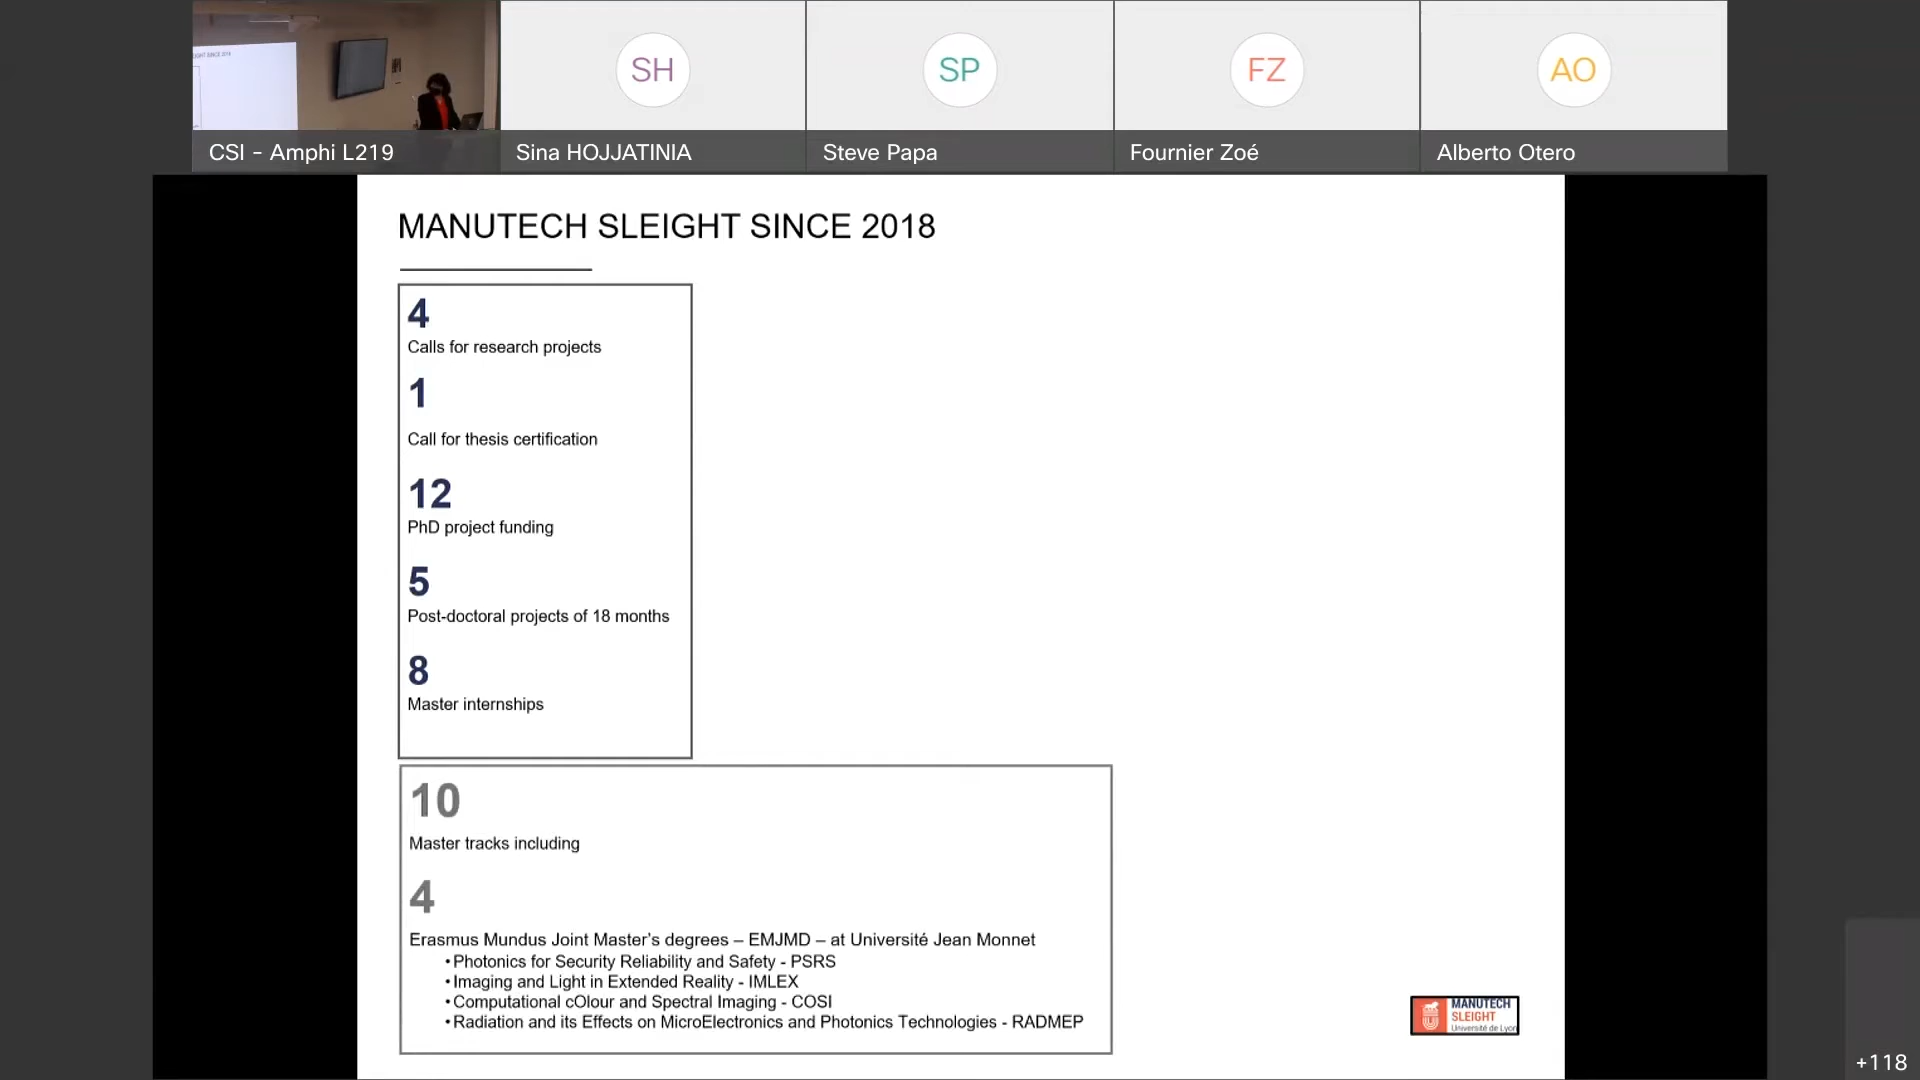 SH
SP
FZ
AO
CSI - Amphi L219
Sina HOJJATINIA
Steve Papa
Fournier Zoé
Alberto Otero
MANUTECH SLEIGHT SINCE 2018
4
Calls for research projects
1
Call for thesis certification
12
PhD project funding
5
Post-doctoral projects of 18 months
8
Master internships
10
Master tracks including
4
Erasmus Mundus Joint Master's degrees – EMJMD – at Université Jean Monnet
•Photonics for Security Reliability and Safety - PSRS
•Imaging and Light in Extended Reality - IMLEX
•Computational cOlour and Spectral Imaging - COSI
•Radiation and its Effects on MicroElectronics and Photonics Technologies - RADMEP
MANUTECH
SLEIGHT
Université de Lyon
+118